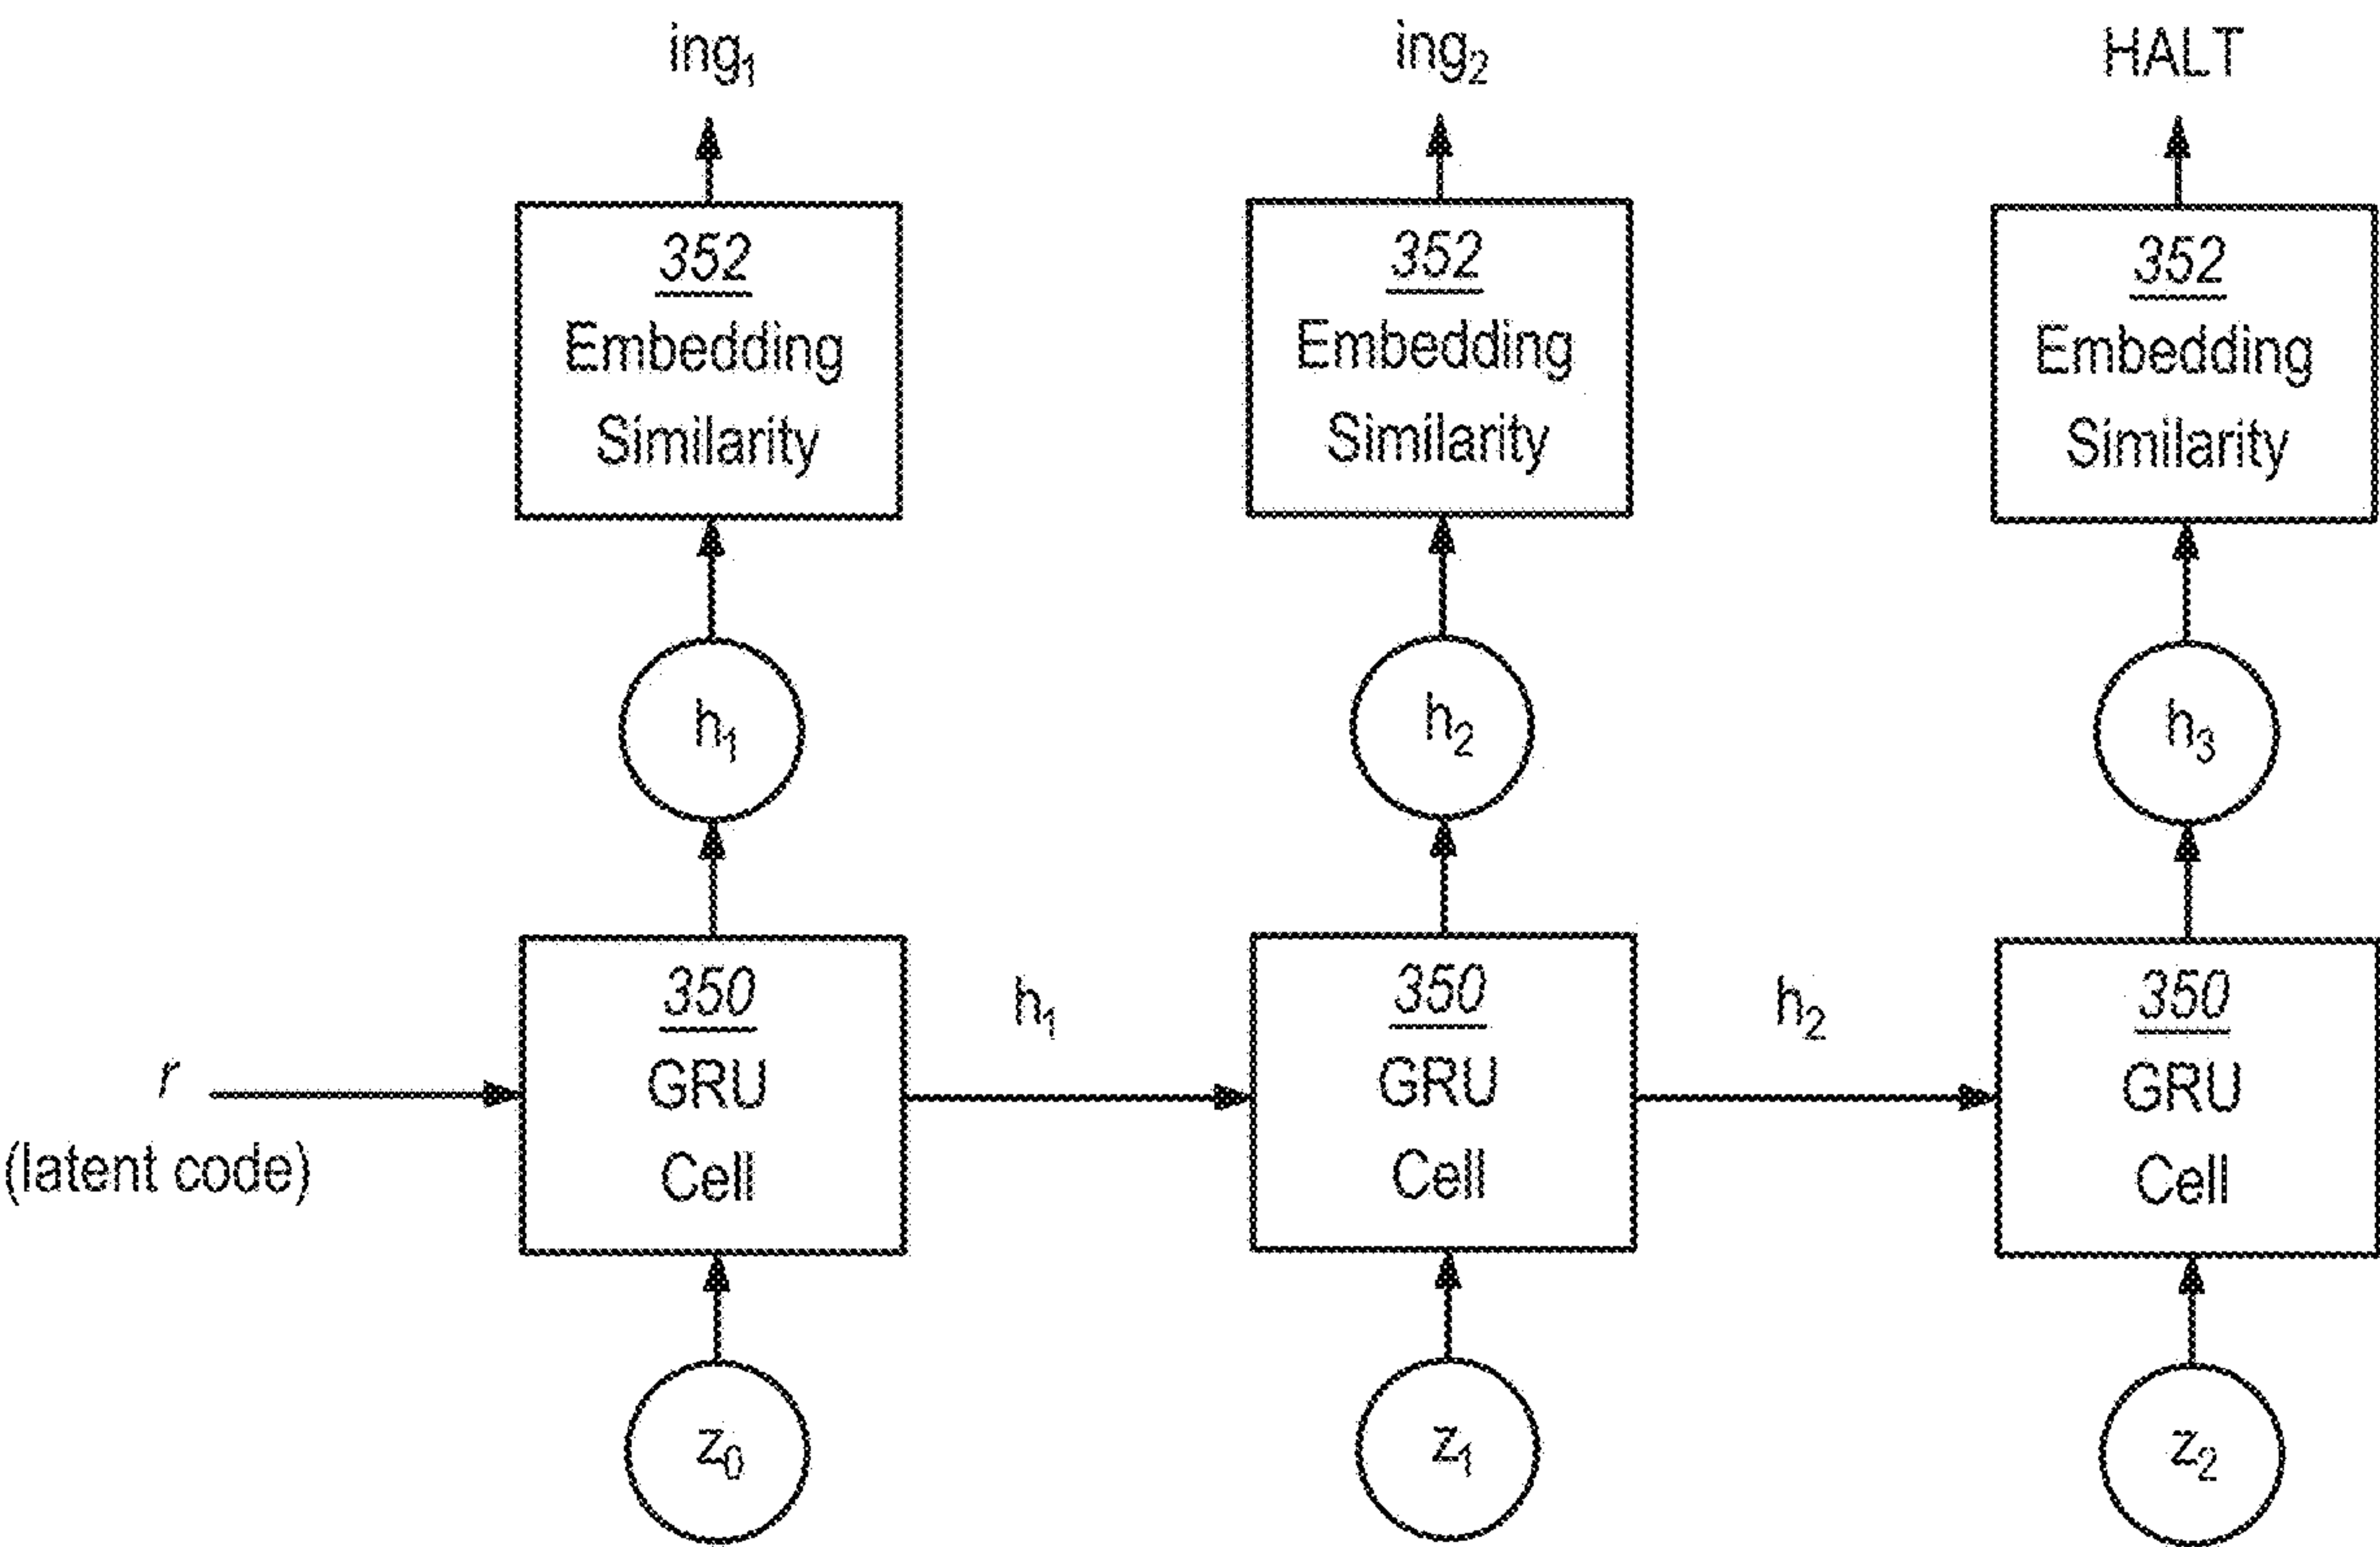 ing₁
ing₂
HALT
352
Embedding
Similarity
352
Embedding
Similarity
352
Embedding
Similarity
h₁
h₂
h₃
r
(latent code)
350
GRU
Cell
h₁
350
GRU
Cell
h₂
350
GRU
Cell
z₀
z₁
z₂